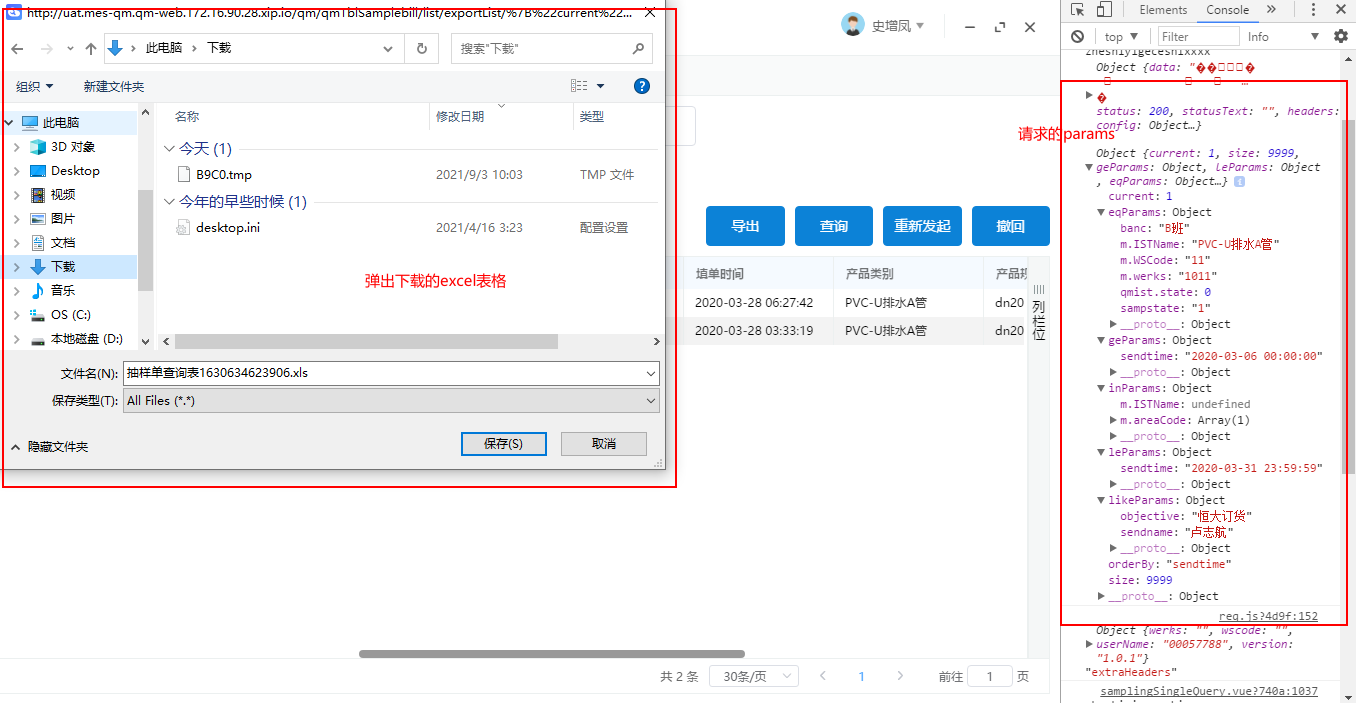 http://uat.mes-qm.qm-web.172.16.90.28.xip.io/qm/qmTblSamplebill/list/exportList/%7B%22current%22...
此电脑 › 下载
搜索"下载"
组织 新建文件夹
此电脑
3D 对象
Desktop
视频
图片
文档
下载
音乐
OS (C:)
本地磁盘 (D:)
名称 修改日期 类型
今天 (1)
B9C0.tmp 2021/9/3 10:03 TMP 文件
今年的早些时候 (1)
desktop.ini 2021/4/16 3:23 配置设置
弹出下载的excel表格
文件名(N): 抽样单查询表1630634623906.xls
保存类型(T): All Files (*.*)
隐藏文件夹
保存(S) 取消
史增凤
导出 查询 重新发起 撤回
填单时间 产品类别 产品规
2020-03-28 06:27:42 PVC-U排水A管 dn20
2020-03-28 03:33:19 PVC-U排水A管 dn20
列栏位
共 2 条 30条/页 1 前往 1 页
请求的params
Elements Console »
top Filter Info
zheshiyigeceshixxxx
Object {data: "
status: 200, statusText: "", headers:
config: Object…}
Object {current: 1, size: 9999,
geParams: Object, leParams: Object
, eqParams: Object…}
current: 1
eqParams: Object
banc: "B班"
m.ISTName: "PVC-U排水A管"
m.WSCode: "11"
m.werks: "1011"
qmist.state: 0
sampstate: "1"
__proto__: Object
geParams: Object
sendtime: "2020-03-06 00:00:00"
__proto__: Object
inParams: Object
m.ISTName: undefined
m.areaCode: Array(1)
__proto__: Object
leParams: Object
sendtime: "2020-03-31 23:59:59"
__proto__: Object
likeParams: Object
objective: "恒大订货"
sendname: "卢志航"
__proto__: Object
orderBy: "sendtime"
size: 9999
__proto__: Object
req.js?4d9f:152
Object {werks: "", wscode: "",
userName: "00057788", version:
"1.0.1"}
"extraHeaders"
samplingSingleQuery.vue?740a:1037